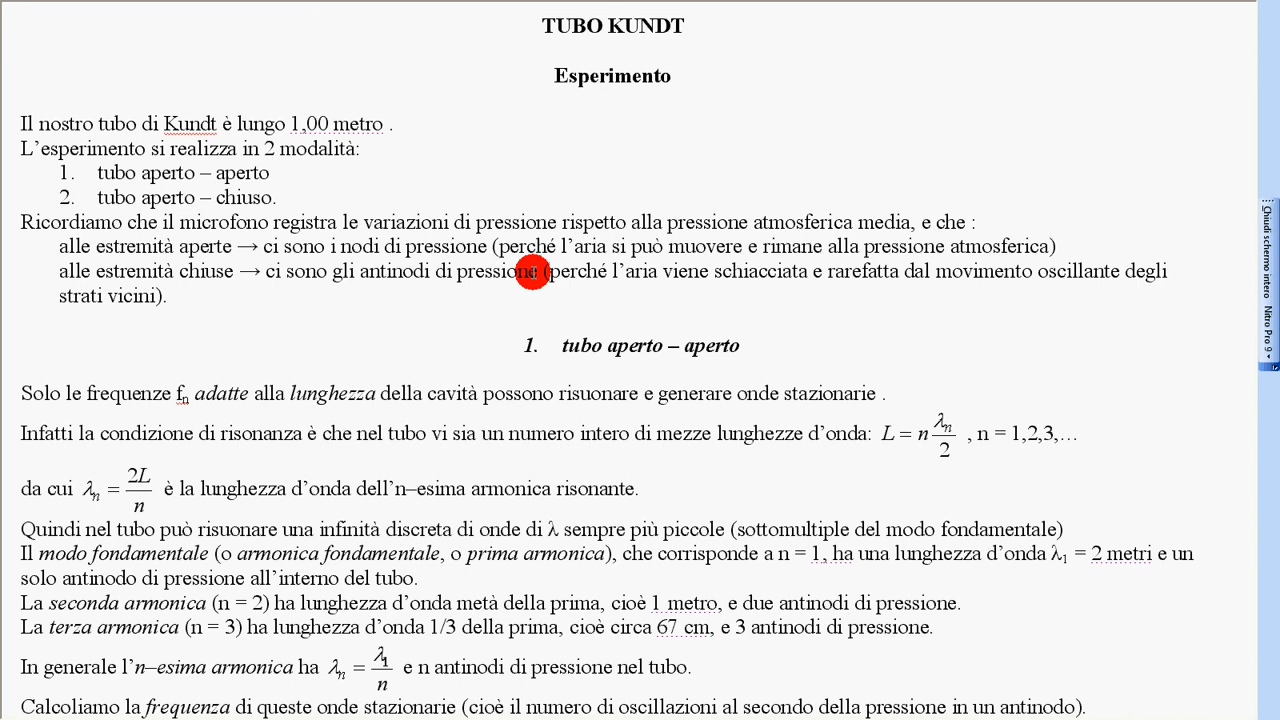 TUBO KUNDT
Esperimento
Il nostro tubo di Kundt è lungo 1,00 metro .
L'esperimento si realizza in 2 modalità:
1. tubo aperto – aperto
2. tubo aperto – chiuso.
Ricordiamo che il microfono registra le variazioni di pressione rispetto alla pressione atmosferica media, e che :
alle estremità aperte → ci sono i nodi di pressione (perché l'aria si può muovere e rimane alla pressione atmosferica)
alle estremità chiuse → ci sono gli antinodi di pressione (perché l'aria viene schiacciata e rarefatta dal movimento oscillante degli
strati vicini).
1. tubo aperto – aperto
Solo le frequenze fₙ adatte alla lunghezza della cavità possono risuonare e generare onde stazionarie .
Infatti la condizione di risonanza è che nel tubo vi sia un numero intero di mezze lunghezze d'onda: L = n λₙ/2 , n = 1,2,3,…
da cui λₙ = 2L/n è la lunghezza d'onda dell'n–esima armonica risonante.
Quindi nel tubo può risuonare una infinità discreta di onde di λ sempre più piccole (sottomultiple del modo fondamentale)
Il modo fondamentale (o armonica fondamentale, o prima armonica), che corrisponde a n = 1, ha una lunghezza d'onda λ₁ = 2 metri e un
solo antinodo di pressione all'interno del tubo.
La seconda armonica (n = 2) ha lunghezza d'onda metà della prima, cioè 1 metro, e due antinodi di pressione.
La terza armonica (n = 3) ha lunghezza d'onda 1/3 della prima, cioè circa 67 cm, e 3 antinodi di pressione.
In generale l'n–esima armonica ha λₙ = λ₁/n e n antinodi di pressione nel tubo.
Calcoliamo la frequenza di queste onde stazionarie (cioè il numero di oscillazioni al secondo della pressione in un antinodo).
Chiudi schermo intero
Nitro Pro 9